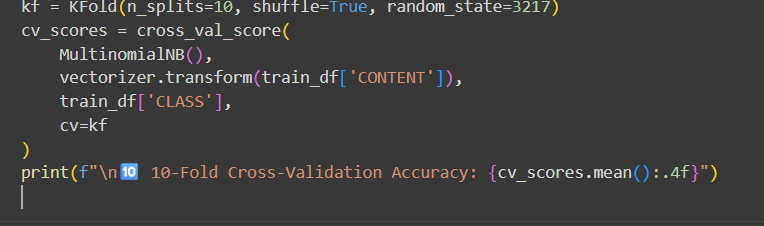 kf = KFold(n_splits=10, shuffle=True, random_state=3217)
cv_scores = cross_val_score(
    MultinomialNB(),
    vectorizer.transform(train_df['CONTENT']),
    train_df['CLASS'],
    cv=kf
)
print(f"\n🔟 10-Fold Cross-Validation Accuracy: {cv_scores.mean():.4f}")